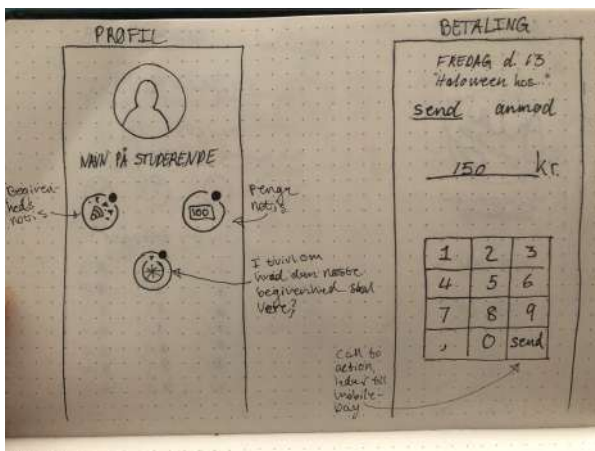 PROFIL
NAVN PÅ STUDERENDE
Begiven-
heds
notis
100
Penge
notis
I tvivl om
hvad den næste
begivenhed skal
være?
BETALING
FREDAG d. 13
"Haloween hos.."
send anmod
150 kr.
1 2 3
4 5 6
7 8 9
, 0 send
Call to
action,
leder till
mobile-
pay